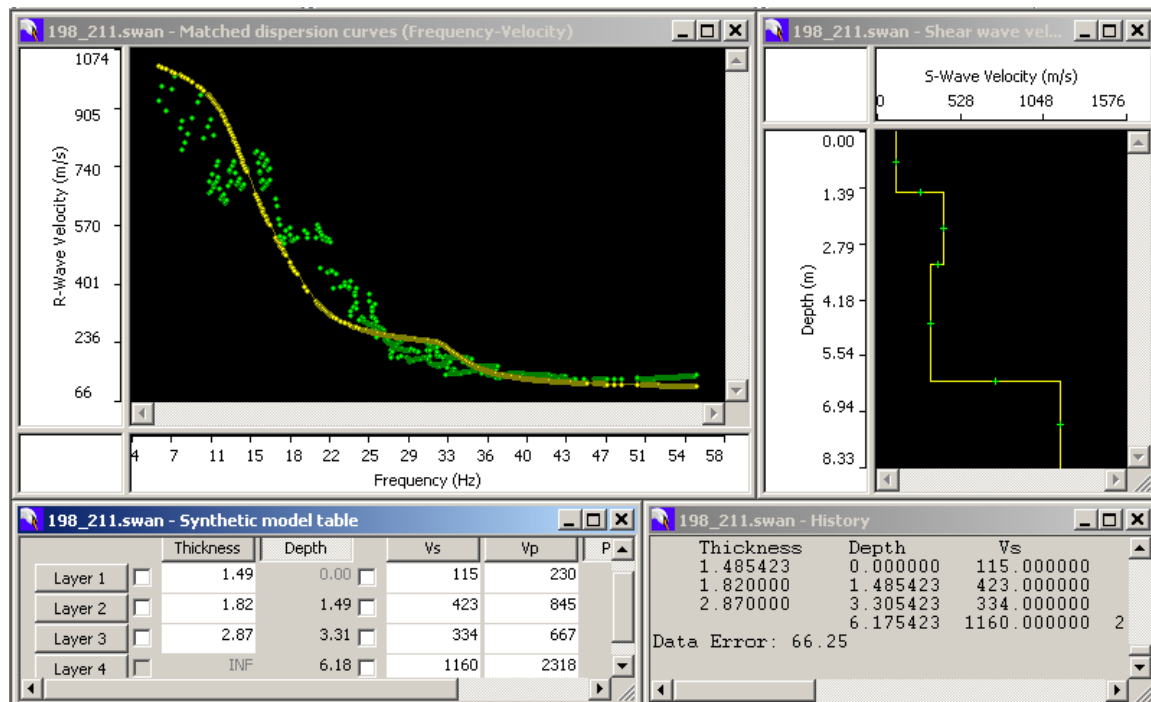 198_211.swan - Matched dispersion curves (Frequency-Velocity)
1074
905
740
570
401
236
66
R-Wave Velocity (m/s)
4 7 11 15 18 22 25 29 33 36 40 43 47 51 54 58
Frequency (Hz)
198_211.swan - Shear wave vel...
S-Wave Velocity (m/s)
0 528 1048 1576
0.00
1.39
2.79
4.18
5.54
6.94
8.33
Depth (m)
198_211.swan - Synthetic model table
Thickness Depth Vs Vp P
Layer 1 1.49 0.00 115 230
Layer 2 1.82 1.49 423 845
Layer 3 2.87 3.31 334 667
Layer 4 INF 6.18 1160 2318
198_211.swan - History
Thickness Depth Vs
1.485423 0.000000 115.000000
1.820000 1.485423 423.000000
2.870000 3.305423 334.000000
6.175423 1160.000000 2
Data Error: 66.25